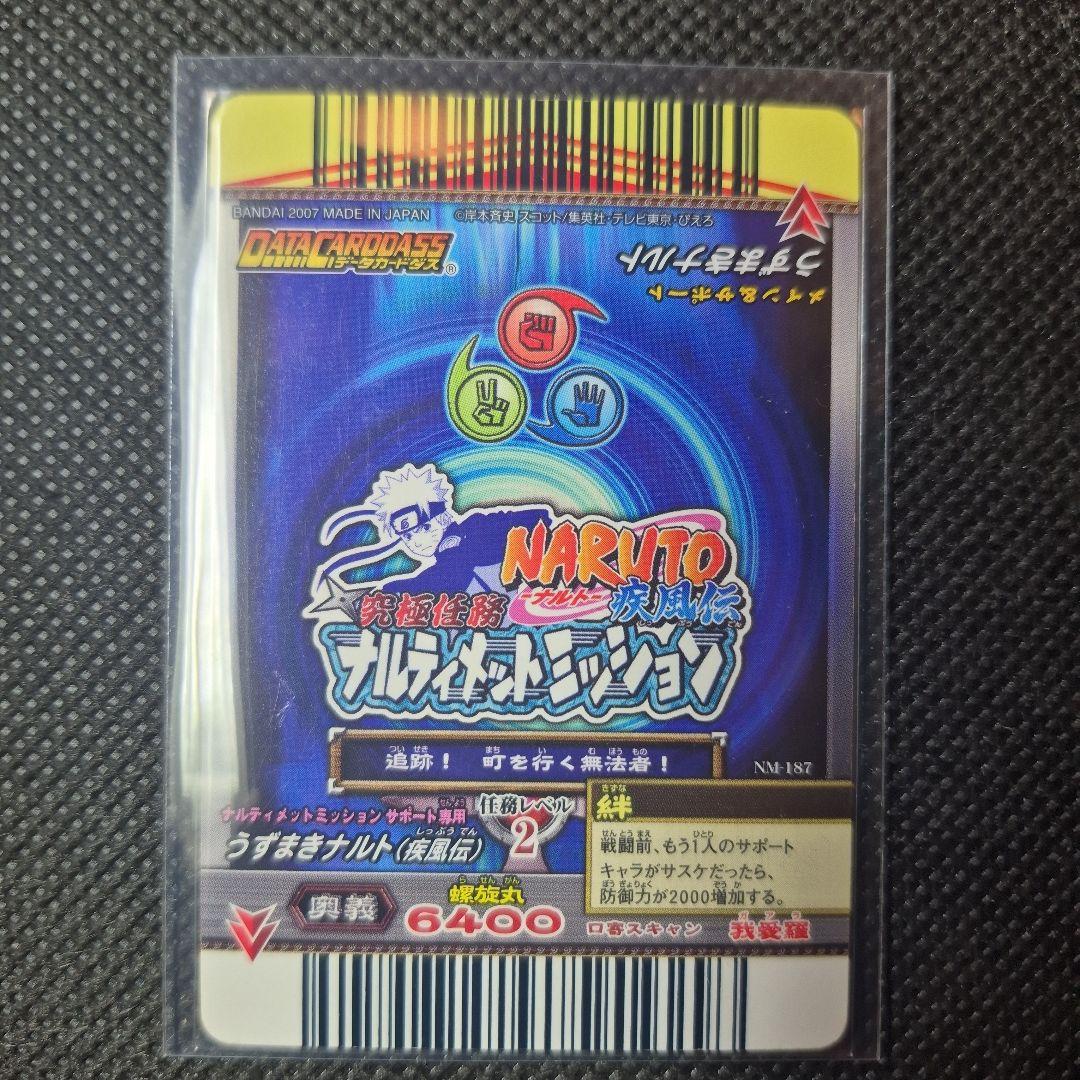 BANDAI 2007 MADE IN JAPAN ©岸本斉史 スコット/集英社・テレビ東京・ぴえろ
DATA CARDDASS
データカードダス®
うずまきナルト
メイン&サポート
NARUTO
-ナルト-
疾風伝
究極任務
ナルティメットミッション
追跡! 町を行く無法者!
NM-187
ナルティメットミッション サポート専用
うずまきナルト(疾風伝)
任務レベル
2
絆
戦闘前、もう1人のサポート
キャラがサスケだったら、
防御力が2000増加する。
奥義
螺旋丸
6400
口寄スキャン 我愛羅